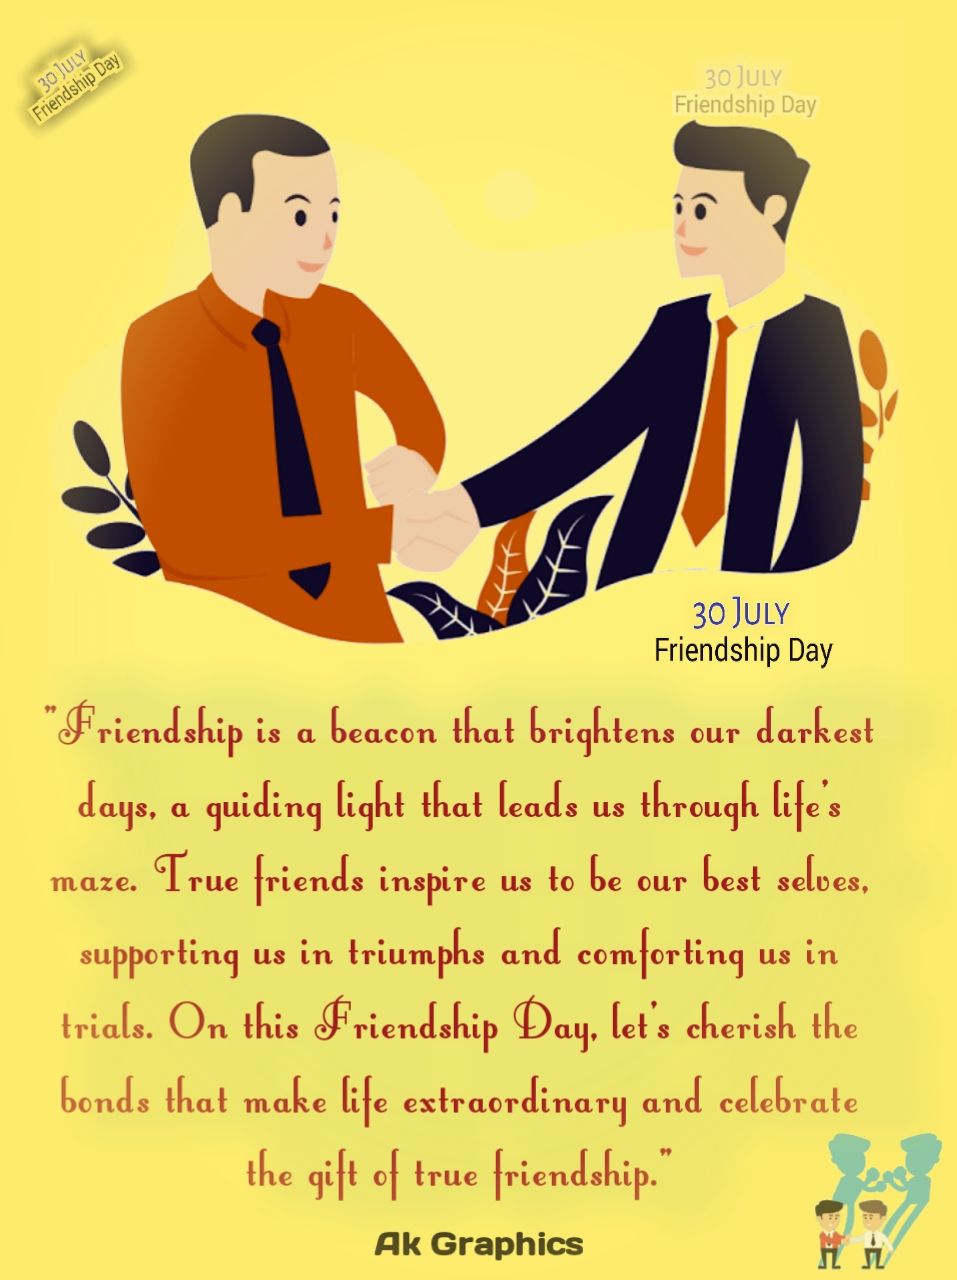 30 July
Friendship Day
30 July
Friendship Day
30 July
Friendship Day
"Friendship is a beacon that brightens our darkest
days, a guiding light that leads us through life's
maze. True friends inspire us to be our best selves,
supporting us in triumphs and comforting us in
trials. On this Friendship Day, let's cherish the
bonds that make life extraordinary and celebrate
the gift of true friendship."
Ak Graphics